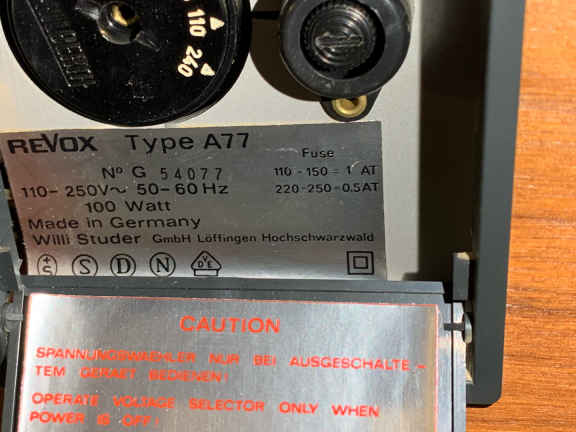 110
240
REVOX Type A77
Nº G 54077
110-250V~ 50-60Hz
100 Watt
Made in Germany
Willi Studer GmbH Löffingen Hochschwarzwald
Fuse
110-150 = 1 AT
220-250-0.5AT
S
D
N
VDE
CAUTION
SPANNUNGSWAEHLER NUR BEI AUSGESCHALTE-
TEM GERAET BEDIENEN!
OPERATE VOLTAGE SELECTOR ONLY WHEN
POWER IS OFF!